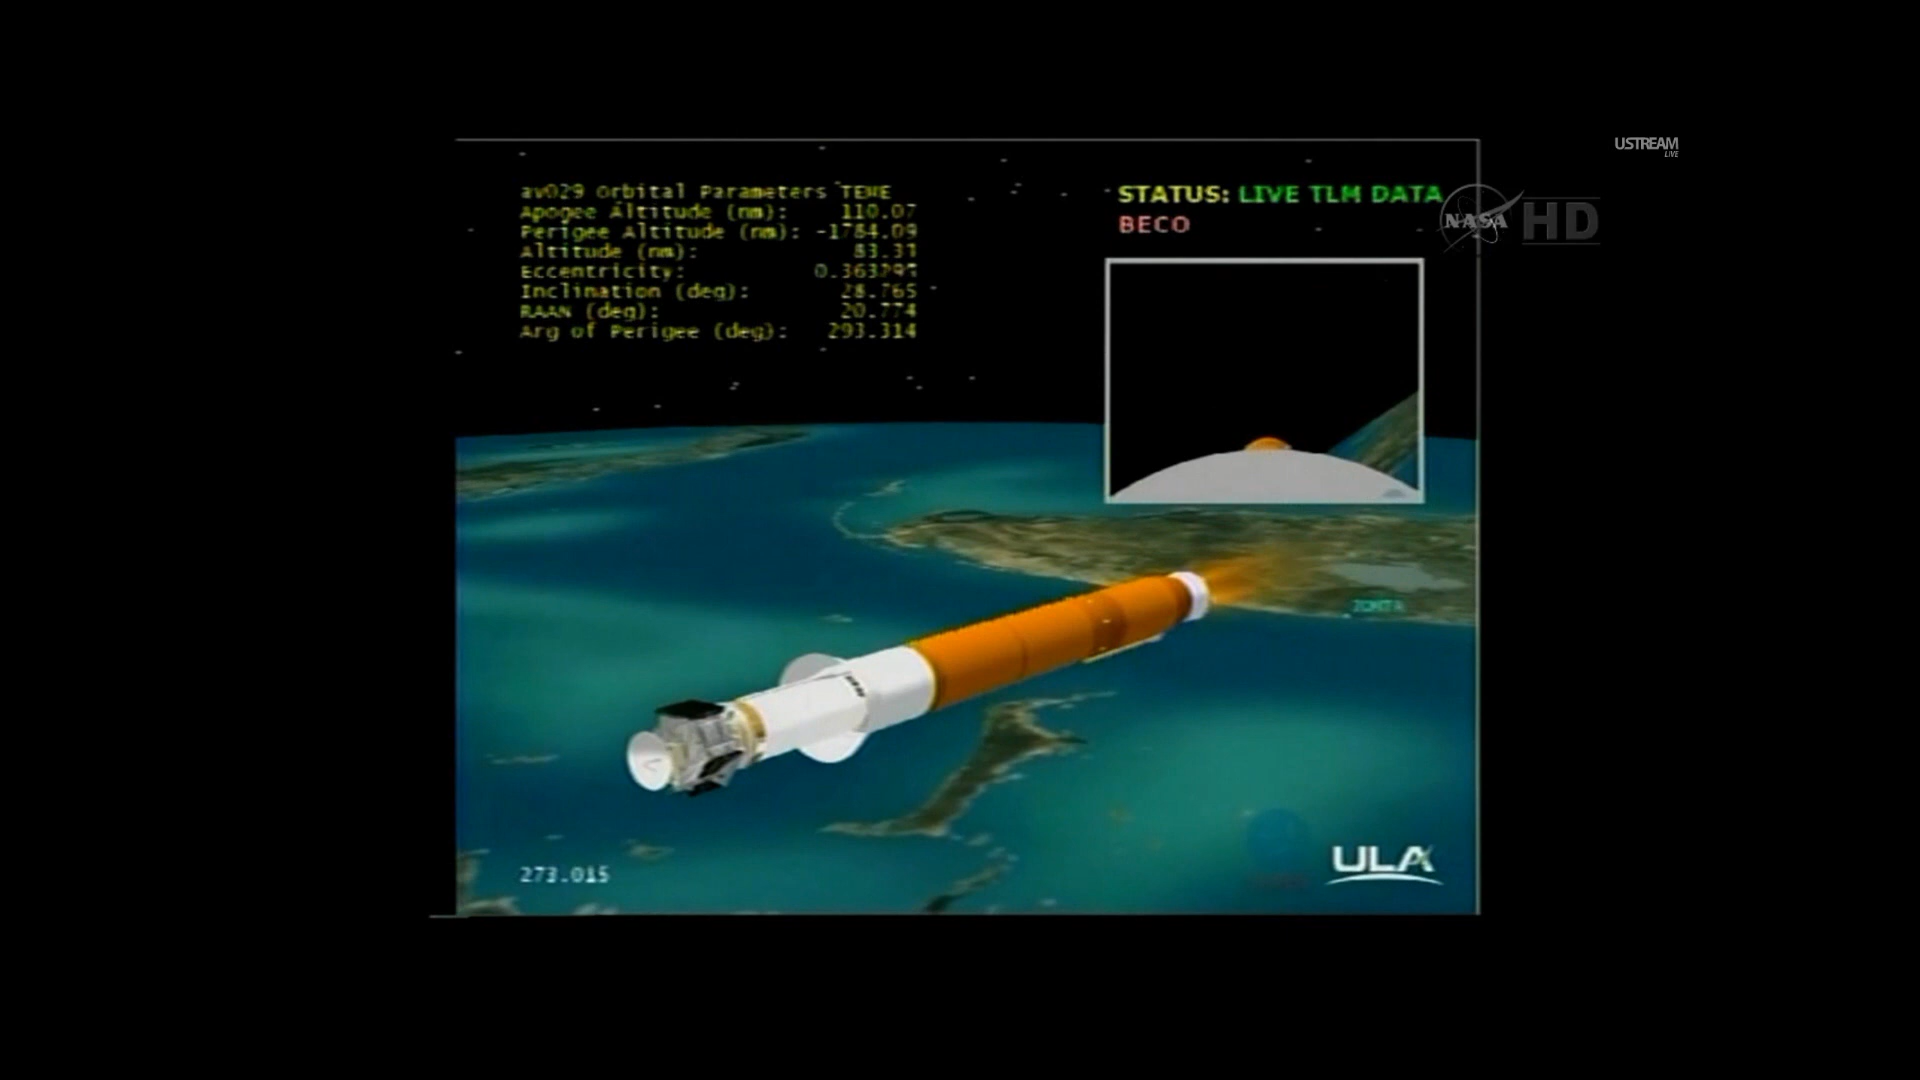 USTREAM
LIVE
av029 Orbital Parameters TEME
Apogee Altitude (nm): 110.07
Perigee Altitude (nm): -1784.09
Altitude (nm): 83.31
Eccentricity:
Inclination (deg): 28.765
RAAN (deg): 20.774
Arg of Perigee (deg): 293.314
STATUS: LIVE TLM DATA
BECO
NASA HD
273.015
ULA